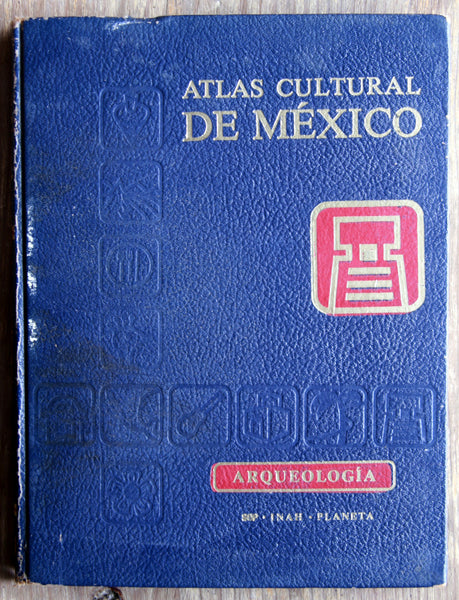 ATLAS CULTURAL
DE MÉXICO
ARQUEOLOGÍA
SEP • INAH • PLANETA